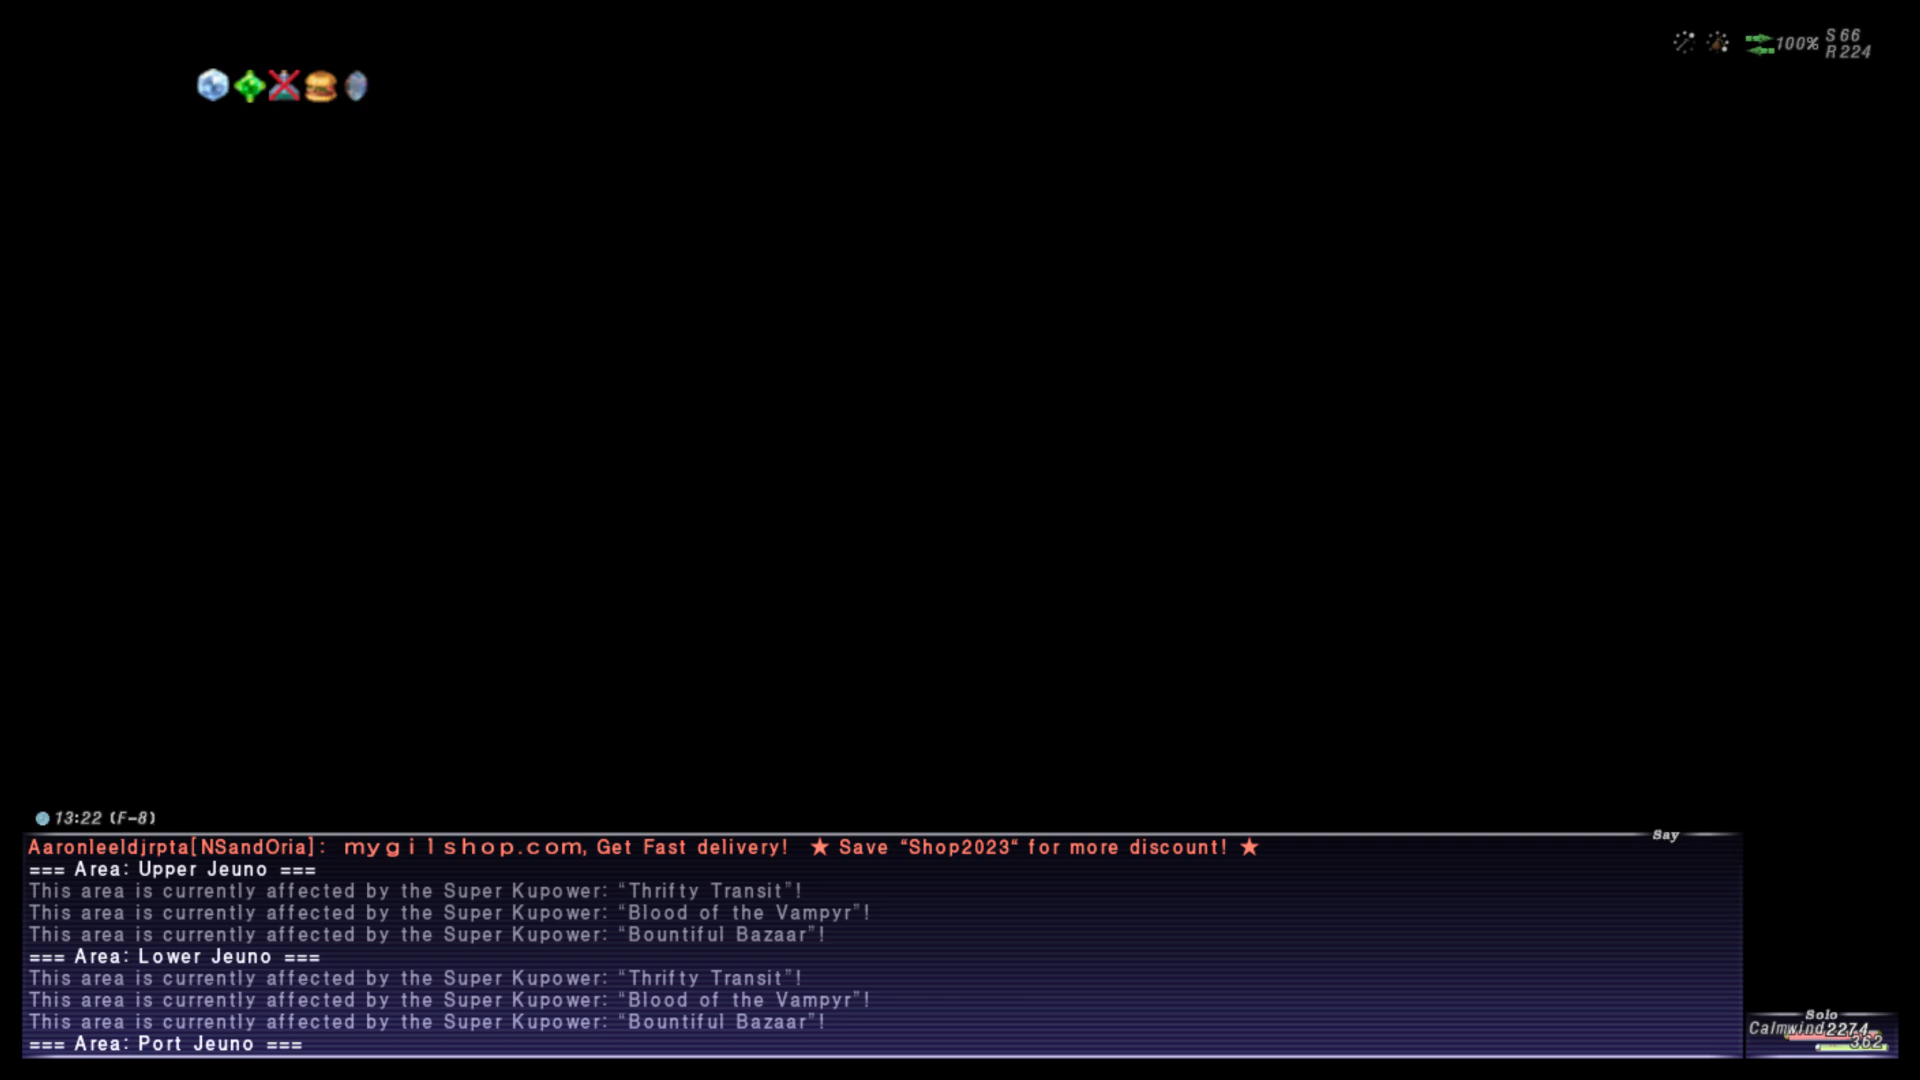 100% S 66
R 224
13:22 (F-8)
Say
Aaronleeldjrpta[NSandOria]: mygilshop.com, Get Fast delivery! ★ Save “Shop2023“ for more discount! ★
=== Area: Upper Jeuno ===
This area is currently affected by the Super Kupower: “Thrifty Transit”!
This area is currently affected by the Super Kupower: “Blood of the Vampyr”!
This area is currently affected by the Super Kupower: “Bountiful Bazaar”!
=== Area: Lower Jeuno ===
This area is currently affected by the Super Kupower: “Thrifty Transit”!
This area is currently affected by the Super Kupower: “Blood of the Vampyr”!
This area is currently affected by the Super Kupower: “Bountiful Bazaar”!
=== Area: Port Jeuno ===
Solo
Calmwind 2274
362